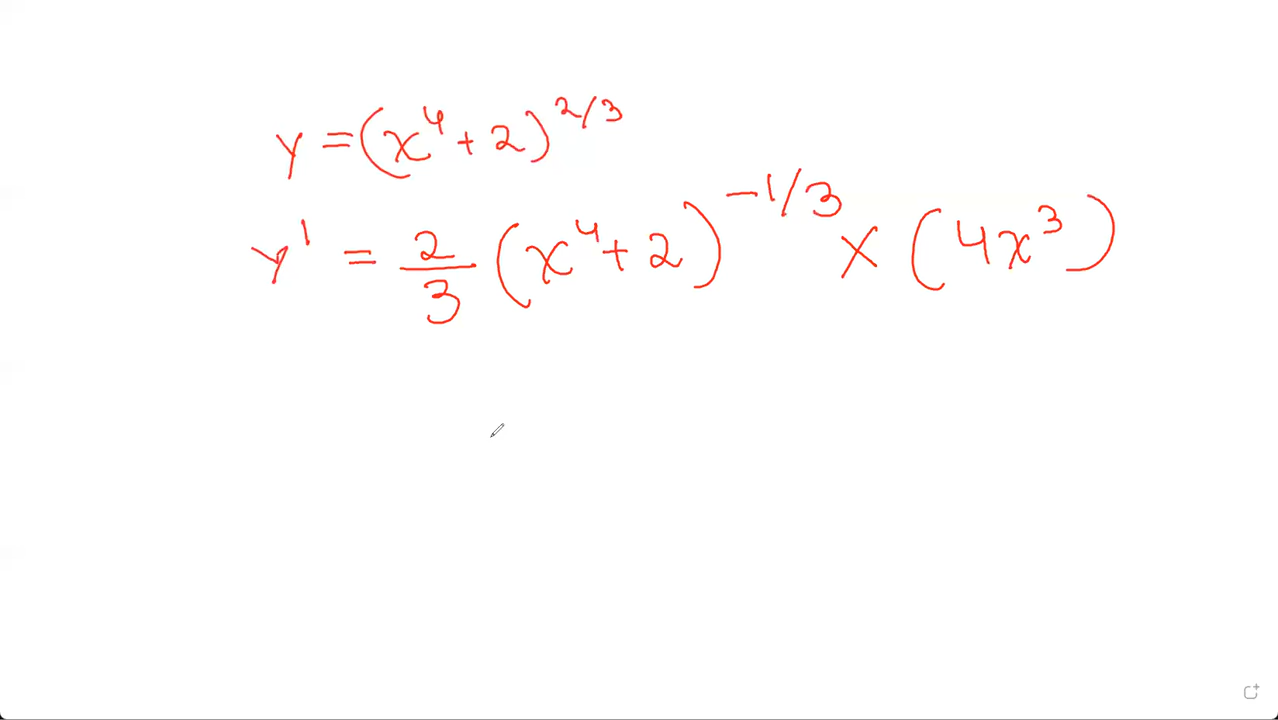 y = (x⁴ + 2)^2/3
y' = 2/3 (x⁴ + 2)^-1/3 × (4x³)